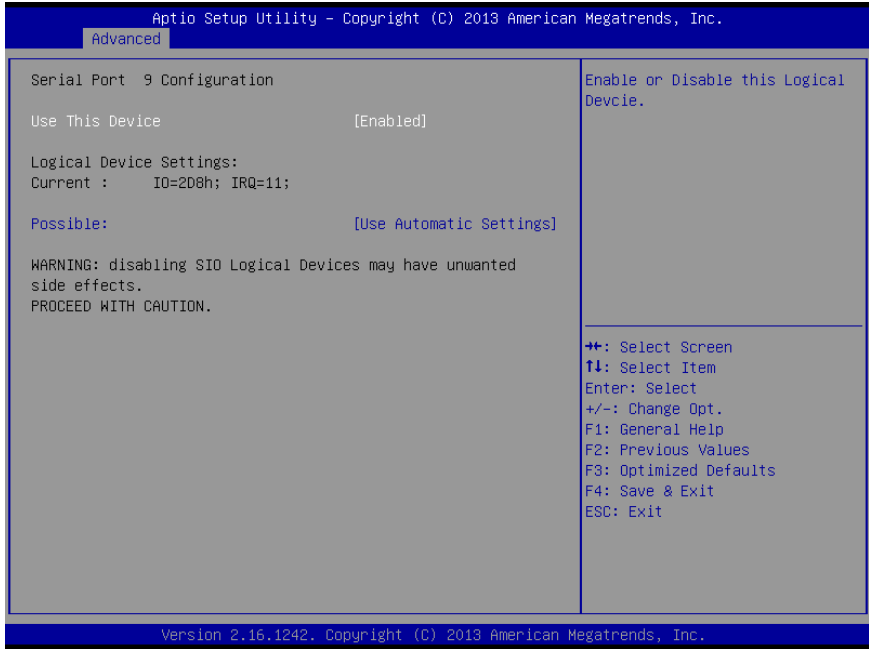 Aptio Setup Utility – Copyright (C) 2013 American Megatrends, Inc.
Advanced
Serial Port 9 Configuration
Use This Device [Enabled]
Logical Device Settings:
Current : IO=2D8h; IRQ=11;
Possible: [Use Automatic Settings]
WARNING: disabling SIO Logical Devices may have unwanted
side effects.
PROCEED WITH CAUTION.
Enable or Disable this Logical
Devcie.
→←: Select Screen
↑↓: Select Item
Enter: Select
+/-: Change Opt.
F1: General Help
F2: Previous Values
F3: Optimized Defaults
F4: Save & Exit
ESC: Exit
Version 2.16.1242. Copyright (C) 2013 American Megatrends, Inc.